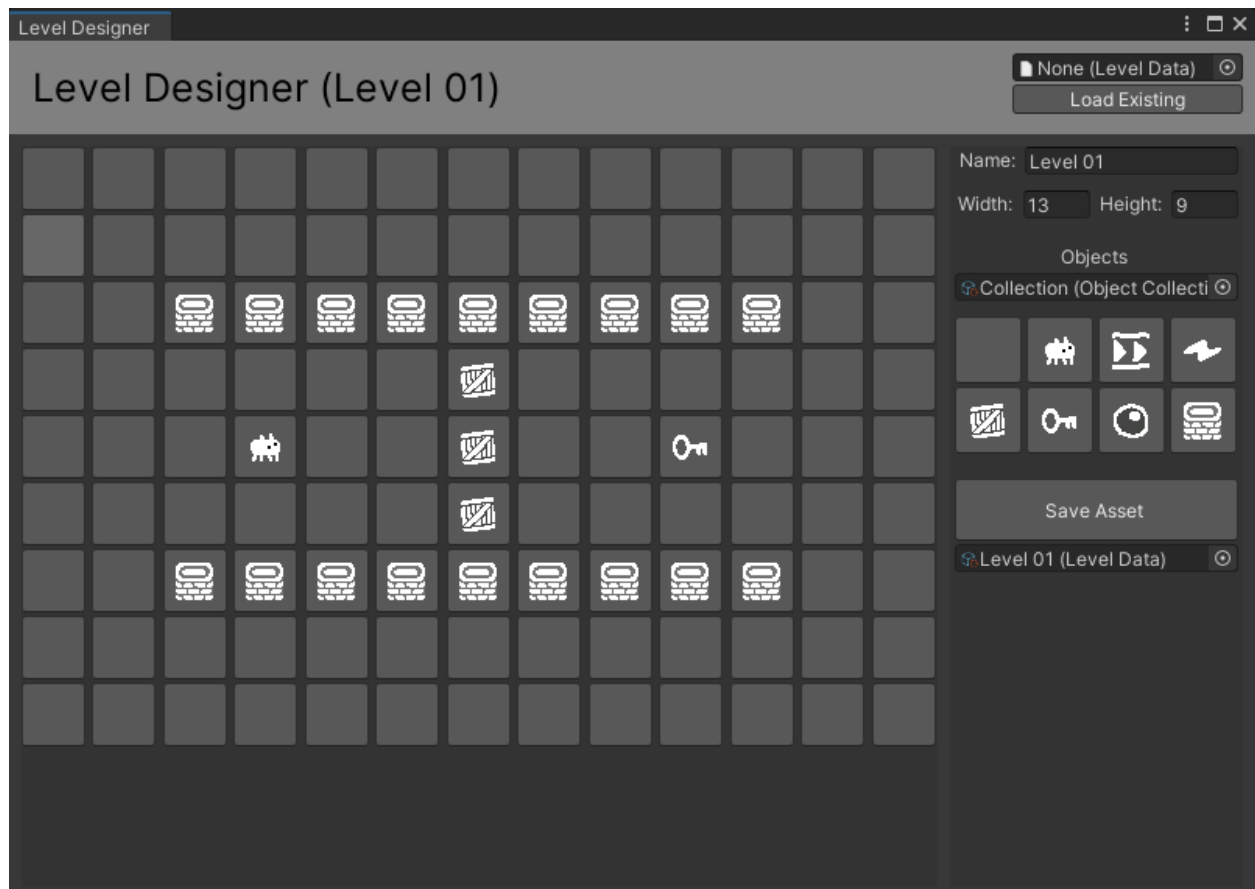 Level Designer
Level Designer (Level 01)
None (Level Data)
Load Existing
Name: Level 01
Width: 13 Height: 9
Objects
Collection (Object Collecti
Save Asset
Level 01 (Level Data)